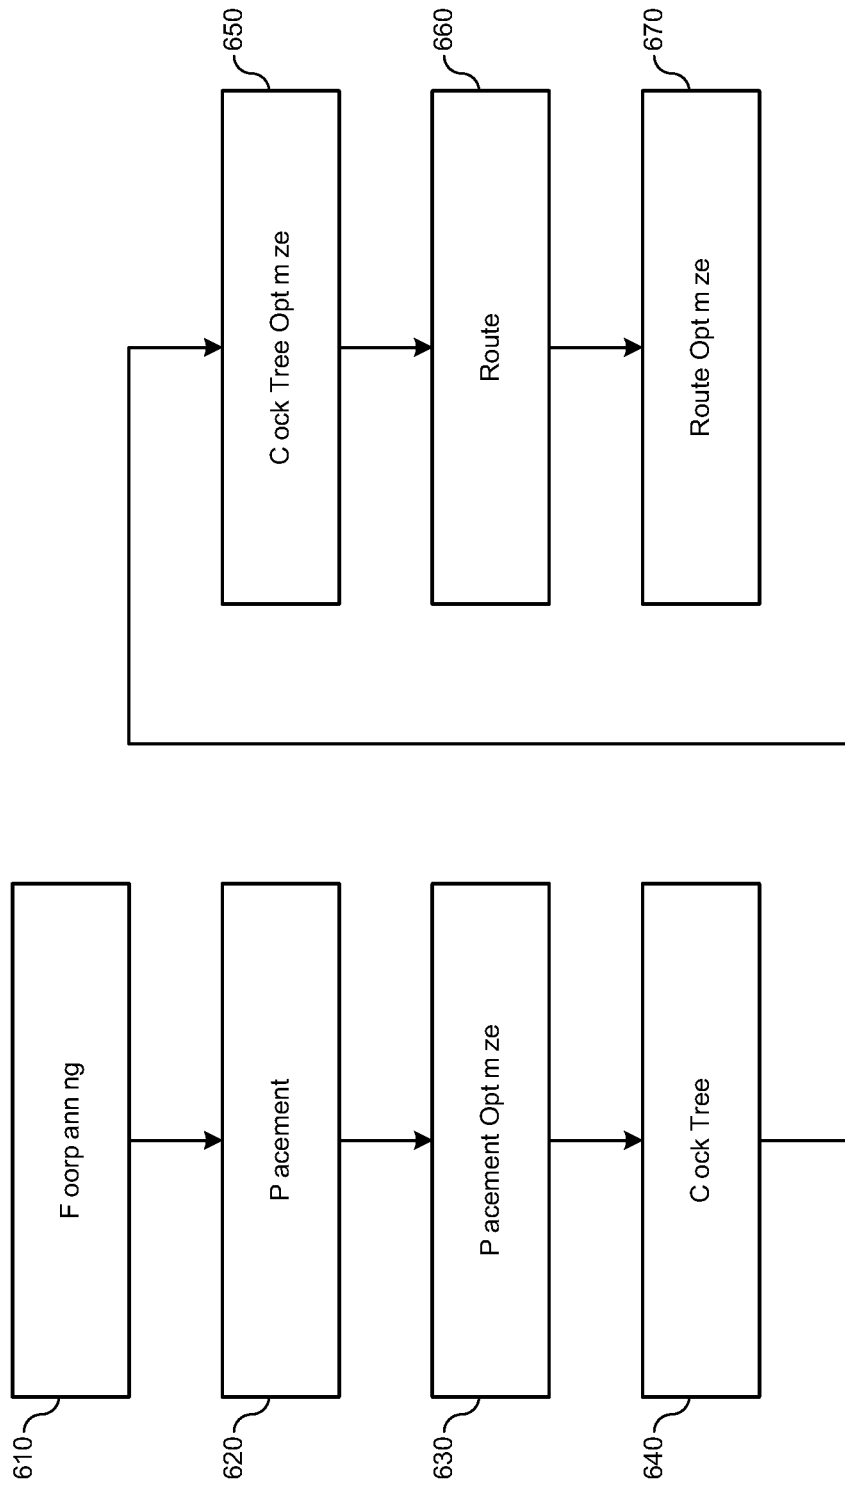 610
F oorp ann ng
620
P acement
630
P acement Opt m ze
640
C ock Tree
650
C ock Tree Opt m ze
660
Route
670
Route Opt m ze